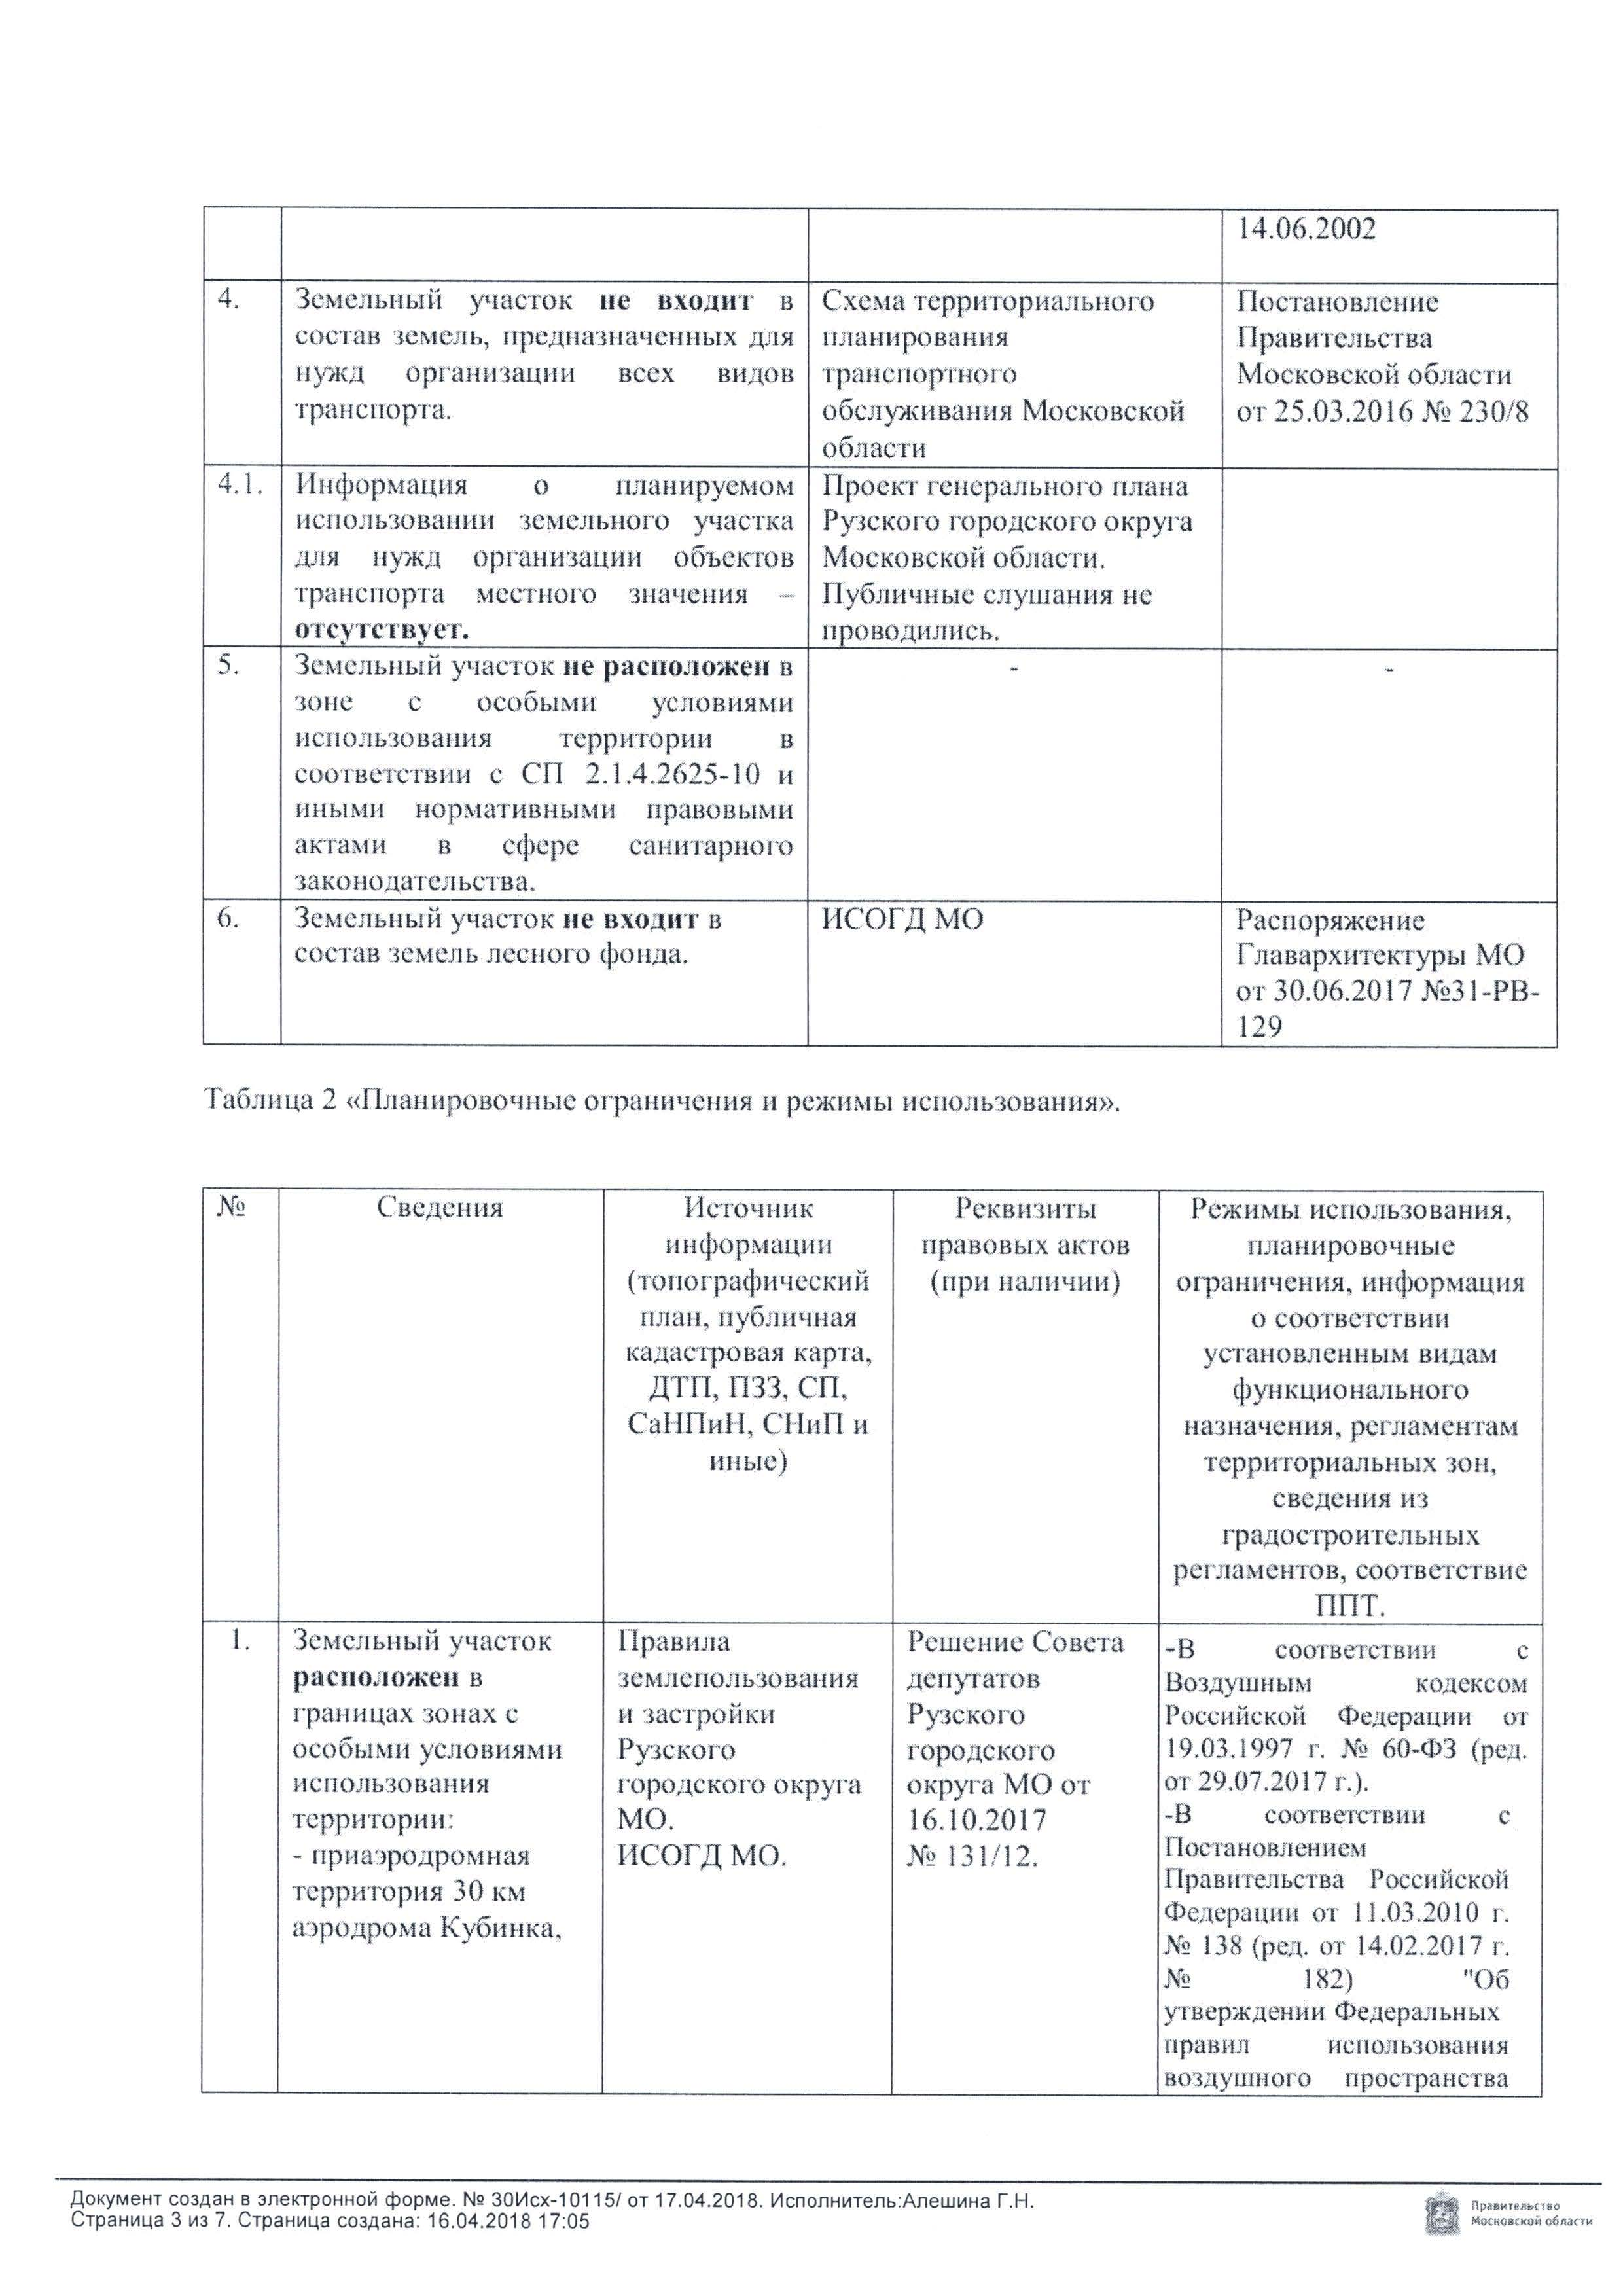 14.06.2002
4.
Земельный участок не входит в
состав земель, предназначенных для
нужд организации всех видов
транспорта.
Схема территориального
планирования
транспортного
обслуживания Московской
области
Постановление
Правительства
Московской области
от 25.03.2016 № 230/8
4.1.
Информация о планируемом
использовании земельного участка
для нужд организации объектов
транспорта местного значения –
отсутствует.
Проект генерального плана
Рузского городского округа
Московской области.
Публичные слушания не
проводились.
5.
Земельный участок не расположен в
зоне с особыми условиями
использования территории в
соответствии с СП 2.1.4.2625-10 и
иными нормативными правовыми
актами в сфере санитарного
законодательства.
-
-
6.
Земельный участок не входит в
состав земель лесного фонда.
ИСОГД МО
Распоряжение
Главархитектуры МО
от 30.06.2017 №31-РВ-
129
Таблица 2 «Планировочные ограничения и режимы использования».
№
Сведения
Источник
информации
(топографический
план, публичная
кадастровая карта,
ДТП, ПЗЗ, СП,
СаНПиН, СНиП и
иные)
Реквизиты
правовых актов
(при наличии)
Режимы использования,
планировочные
ограничения, информация
о соответствии
установленным видам
функционального
назначения, регламентам
территориальных зон,
сведения из
градостроительных
регламентов, соответствие
ППТ.
1.
Земельный участок
расположен в
границах зонах с
особыми условиями
использования
территории:
- приаэродромная
территория 30 км
аэродрома Кубинка,
Правила
землепользования
и застройки
Рузского
городского округа
МО.
ИСОГД МО.
Решение Совета
депутатов
Рузского
городского
округа МО от
16.10.2017
№ 131/12.
-В соответствии с
Воздушным кодексом
Российской Федерации от
19.03.1997 г. № 60-ФЗ (ред.
от 29.07.2017 г.).
-В соответствии с
Постановлением
Правительства Российской
Федерации от 11.03.2010 г.
№ 138 (ред. от 14.02.2017 г.
№ 182) "Об
утверждении Федеральных
правил использования
воздушного пространства
Документ создан в электронной форме. № 30Исх-10115/ от 17.04.2018. Исполнитель:Алешина Г.Н.
Страница 3 из 7. Страница создана: 16.04.2018 17:05
Правительство
Московской области